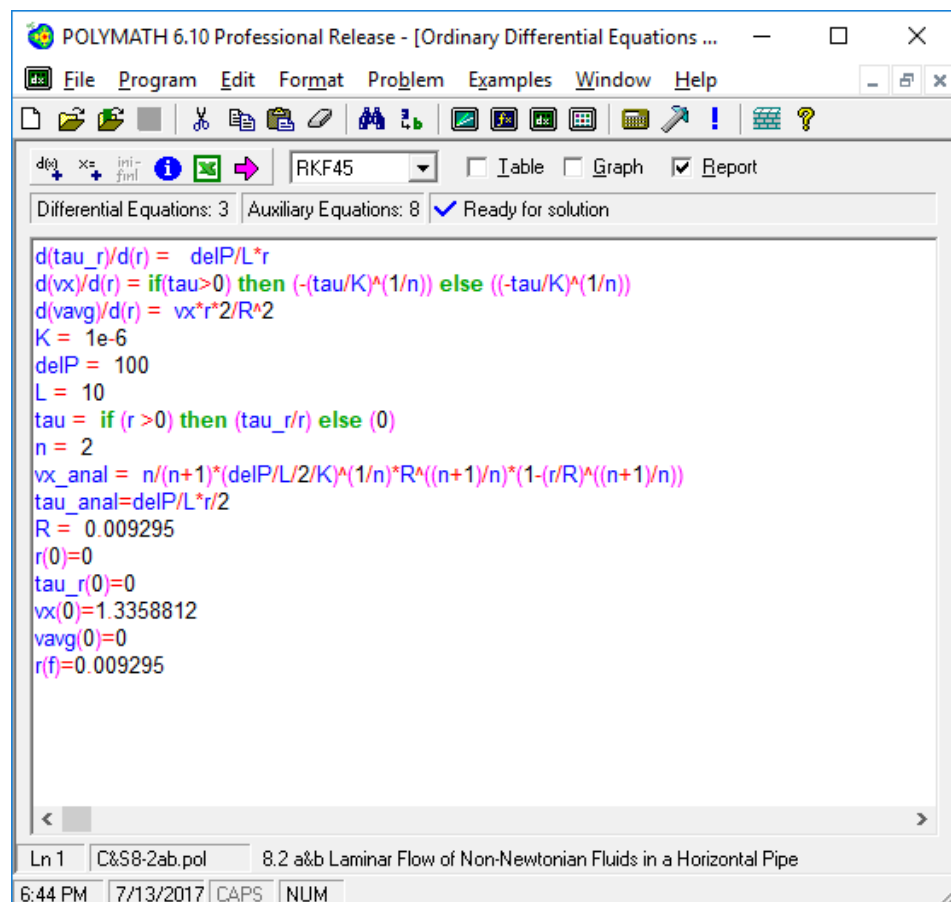 POLYMATH 6.10 Professional Release - [Ordinary Differential Equations ...
File Program Edit Format Problem Examples Window Help
d(x) x= ini- finl RKF45 Table Graph Report
Differential Equations: 3 Auxiliary Equations: 8 Ready for solution
d(tau_r)/d(r) = delP/L*r
d(vx)/d(r) = if(tau>0) then (-(tau/K)^(1/n)) else ((-tau/K)^(1/n))
d(vavg)/d(r) = vx*r*2/R^2
K = 1e-6
delP = 100
L = 10
tau = if (r >0) then (tau_r/r) else (0)
n = 2
vx_anal = n/(n+1)*(delP/L/2/K)^(1/n)*R^((n+1)/n)*(1-(r/R)^((n+1)/n))
tau_anal=delP/L*r/2
R = 0.009295
r(0)=0
tau_r(0)=0
vx(0)=1.3358812
vavg(0)=0
r(f)=0.009295
Ln 1 C&S8-2ab.pol 8.2 a&b Laminar Flow of Non-Newtonian Fluids in a Horizontal Pipe
6:44 PM 7/13/2017 CAPS NUM